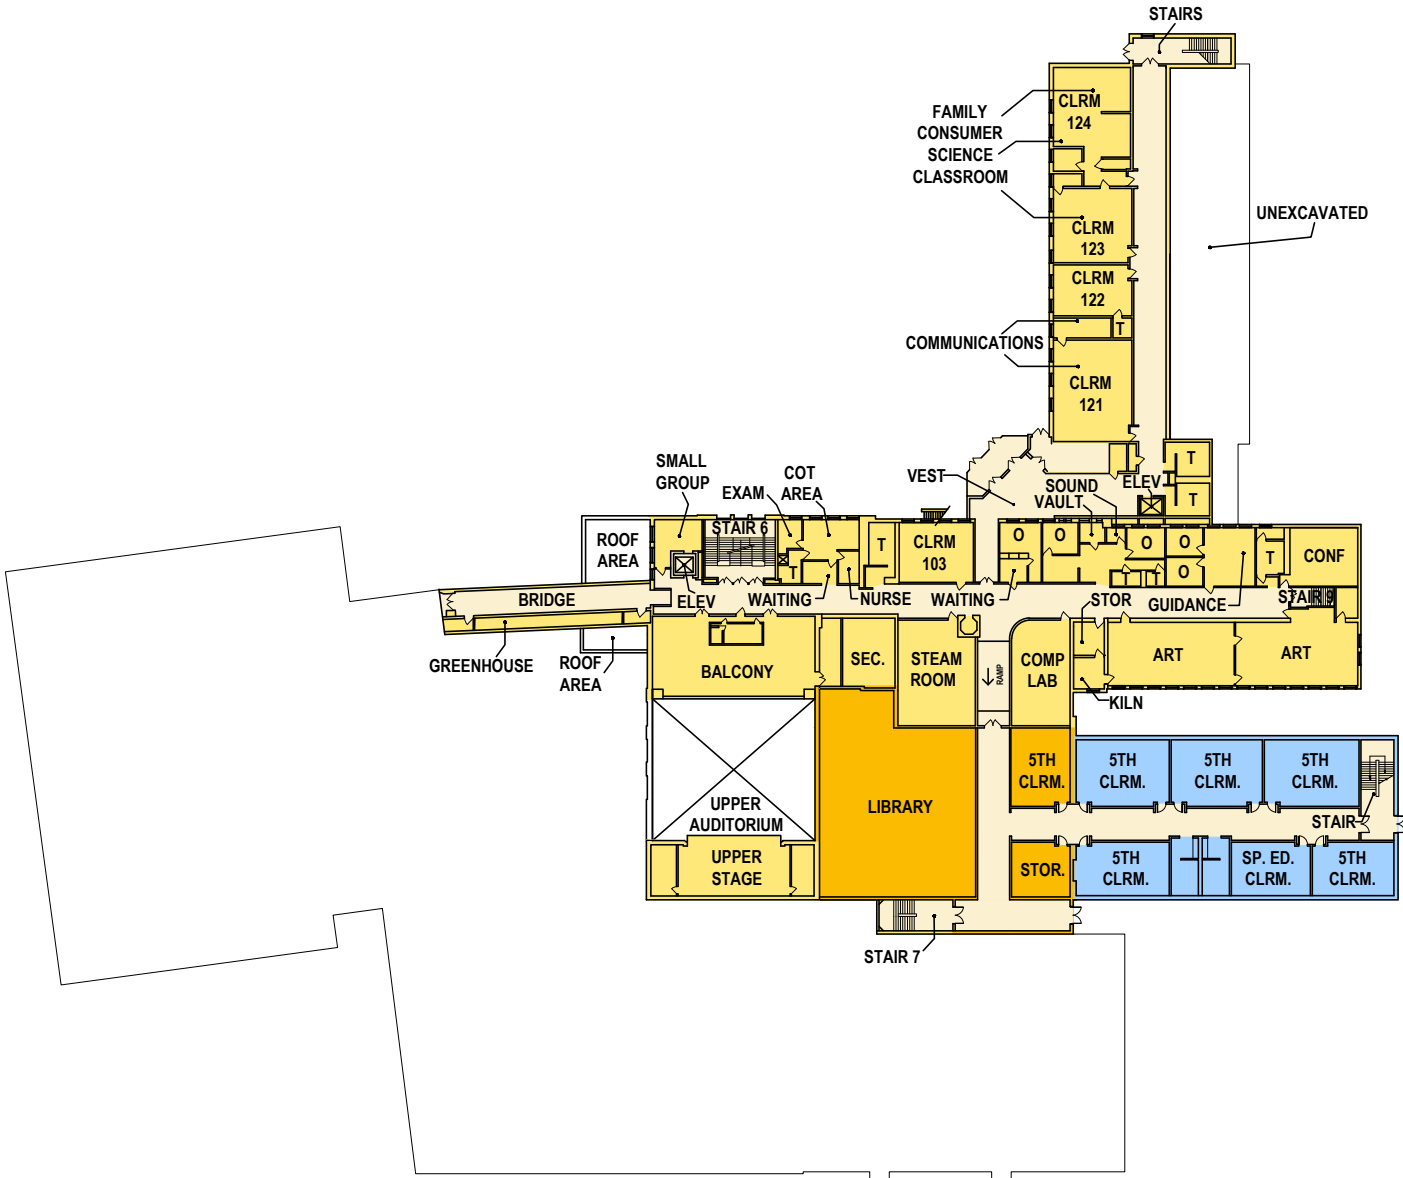 STAIRS
FAMILY
CONSUMER
SCIENCE
CLASSROOM
CLRM
124
CLRM
123
UNEXCAVATED
CLRM
122
T
COMMUNICATIONS
CLRM
121
SMALL
GROUP
COT
AREA
EXAM
VEST
SOUND
VAULT
ELEV
T
T
ROOF
AREA
STAIR 6
T
T
CLRM
103
O
O
O
O
O
T
T
T
CONF
BRIDGE
ELEV
WAITING
NURSE
WAITING
STOR
GUIDANCE
STAIR 9
GREENHOUSE
ROOF
AREA
BALCONY
SEC.
STEAM
ROOM
RAMP
COMP
LAB
ART
ART
KILN
5TH
CLRM.
5TH
CLRM.
5TH
CLRM.
5TH
CLRM.
UPPER
AUDITORIUM
LIBRARY
STAIR
UPPER
STAGE
STOR.
5TH
CLRM.
SP. ED.
CLRM.
5TH
CLRM.
STAIR 7